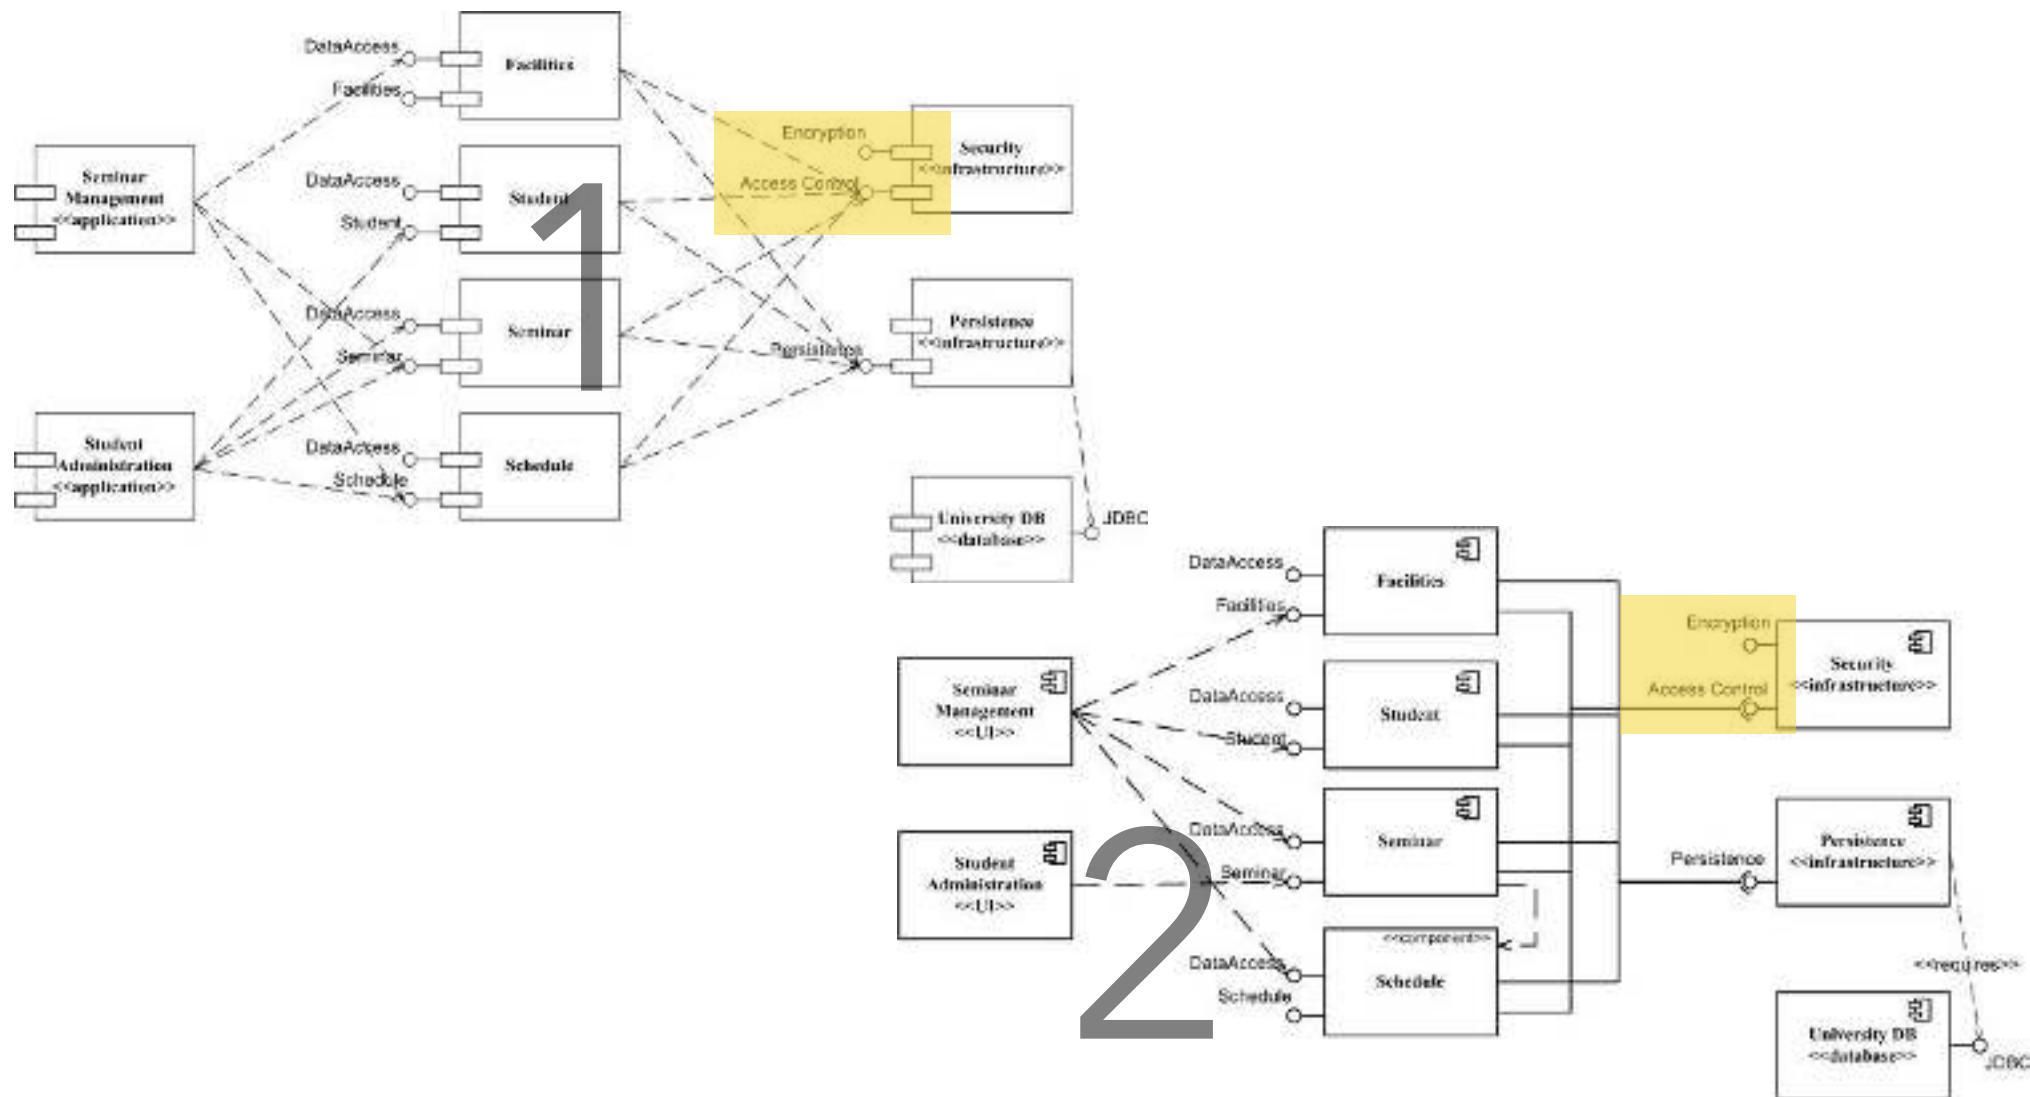 DataAccess
Facilities
Facilities
Encryption
Security
<<infrastructure>>
Access Control
Seminar
Management
<<application>>
DataAccess
Student
Student
DataAccess
Seminar
Seminar
Persistence
<<infrastructure>>
Persistence
Student
Administration
<<application>>
DataAccess
Schedule
Schedule
University DB
<<database>>
JDBC
1
DataAccess
Facilities
Facilities
Encryption
Security
<<infrastructure>>
Access Control
Seminar
Management
<<UI>>
DataAccess
Student
Student
DataAccess
Seminar
Seminar
Persistence
<<infrastructure>>
Persistence
Student
Administration
<<UI>>
<<component>>
DataAccess
Schedule
Schedule
<<requires>>
University DB
<<database>>
JDBC
2